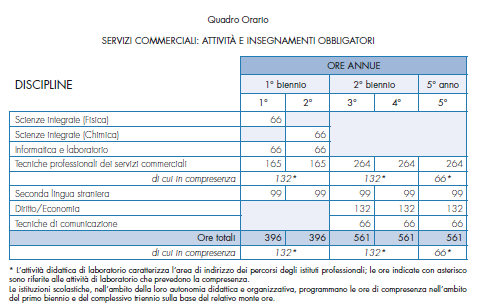 Quadro Orario
SERVIZI COMMERCIALI: ATTIVITÀ E INSEGNAMENTI OBBLIGATORI
DISCIPLINE
ORE ANNUE
1° biennio 2° biennio 5° anno
1° 2° 3° 4° 5°
Scienze integrate (Fisica) 66
Scienze integrate (Chimica) 66
Informatica e laboratorio 66 66
Tecniche professionali dei servizi commerciali 165 165 264 264 264
di cui in compresenza 132* 132* 66*
Seconda lingua straniera 99 99 99 99 99
Diritto/Economia 132 132 132
Tecniche di comunicazione 66 66 66
Ore totali 396 396 561 561 561
di cui in compresenza 132* 132* 66*
* L'attività didattica di laboratorio caratterizza l'area di indirizzo dei percorsi degli istituti professionali; le ore indicate con asterisco
sono riferite alle attività di laboratorio che prevedono la compresenza.
Le istituzioni scolastiche, nell'ambito della loro autonomia didattica e organizzativa, programmano le ore di compresenza nell'ambito
del primo biennio e del complessivo triennio sulla base del relativo monte ore.